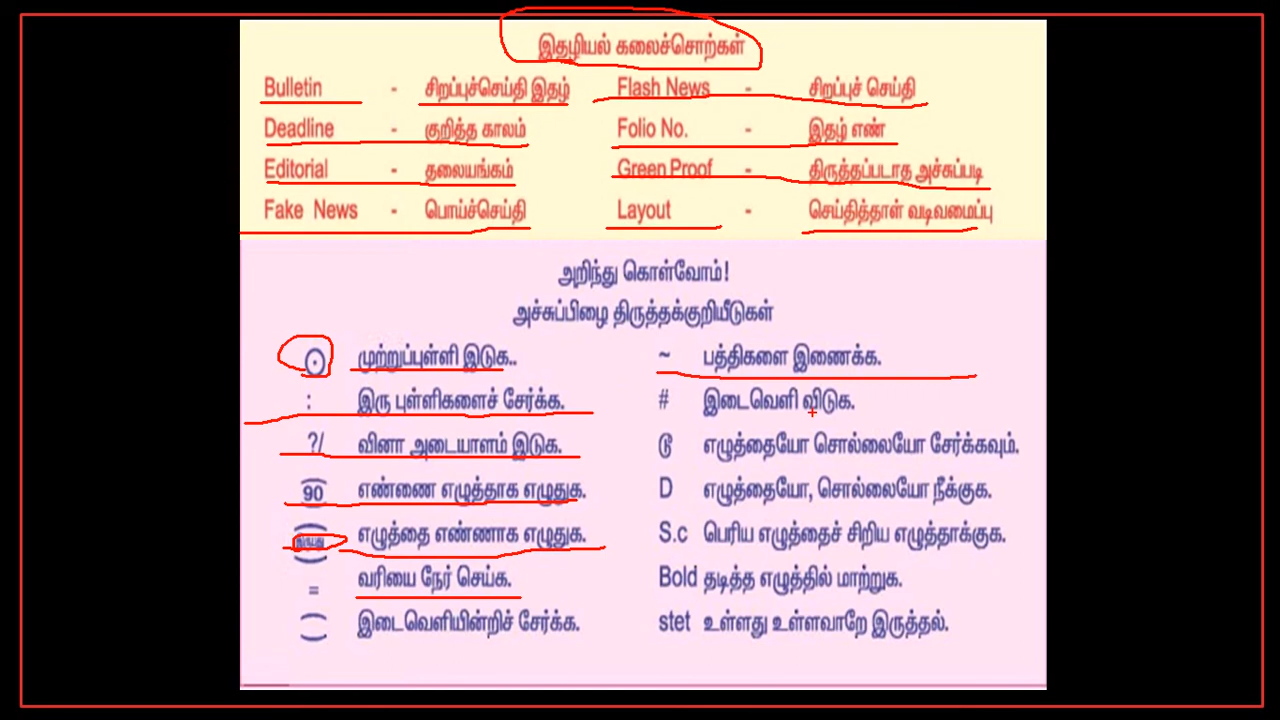 இதழியல் கலைச்சொற்கள்
Bulletin - சிறப்புச்செய்தி இதழ் Flash News - சிறப்புச் செய்தி
Deadline - குறித்த காலம் Folio No. - இதழ் எண்
Editorial - தலையங்கம் Green Proof - திருத்தப்படாத அச்சுப்படி
Fake News - பொய்ச்செய்தி Layout - செய்தித்தாள் வடிவமைப்பு
அறிந்து கொள்வோம்!
அச்சுப்பிழை திருத்தக்குறியீடுகள்
⊙ முற்றுப்புள்ளி இடுக.. ~ பத்திகளை இணைக்க.
: இரு புள்ளிகளைச் சேர்க்க. # இடைவெளி விடுக.
?/ வினா அடையாளம் இடுக. டூ எழுத்தையோ சொல்லையோ சேர்க்கவும்.
90 எண்ணை எழுத்தாக எழுதுக. D எழுத்தையோ, சொல்லையோ நீக்குக.
எழுத்தை எண்ணாக எழுதுக. S.c பெரிய எழுத்தைச் சிறிய எழுத்தாக்குக.
= வரியை நேர் செய்க. Bold தடித்த எழுத்தில் மாற்றுக.
இடைவெளியின்றிச் சேர்க்க. stet உள்ளது உள்ளவாறே இருத்தல்.